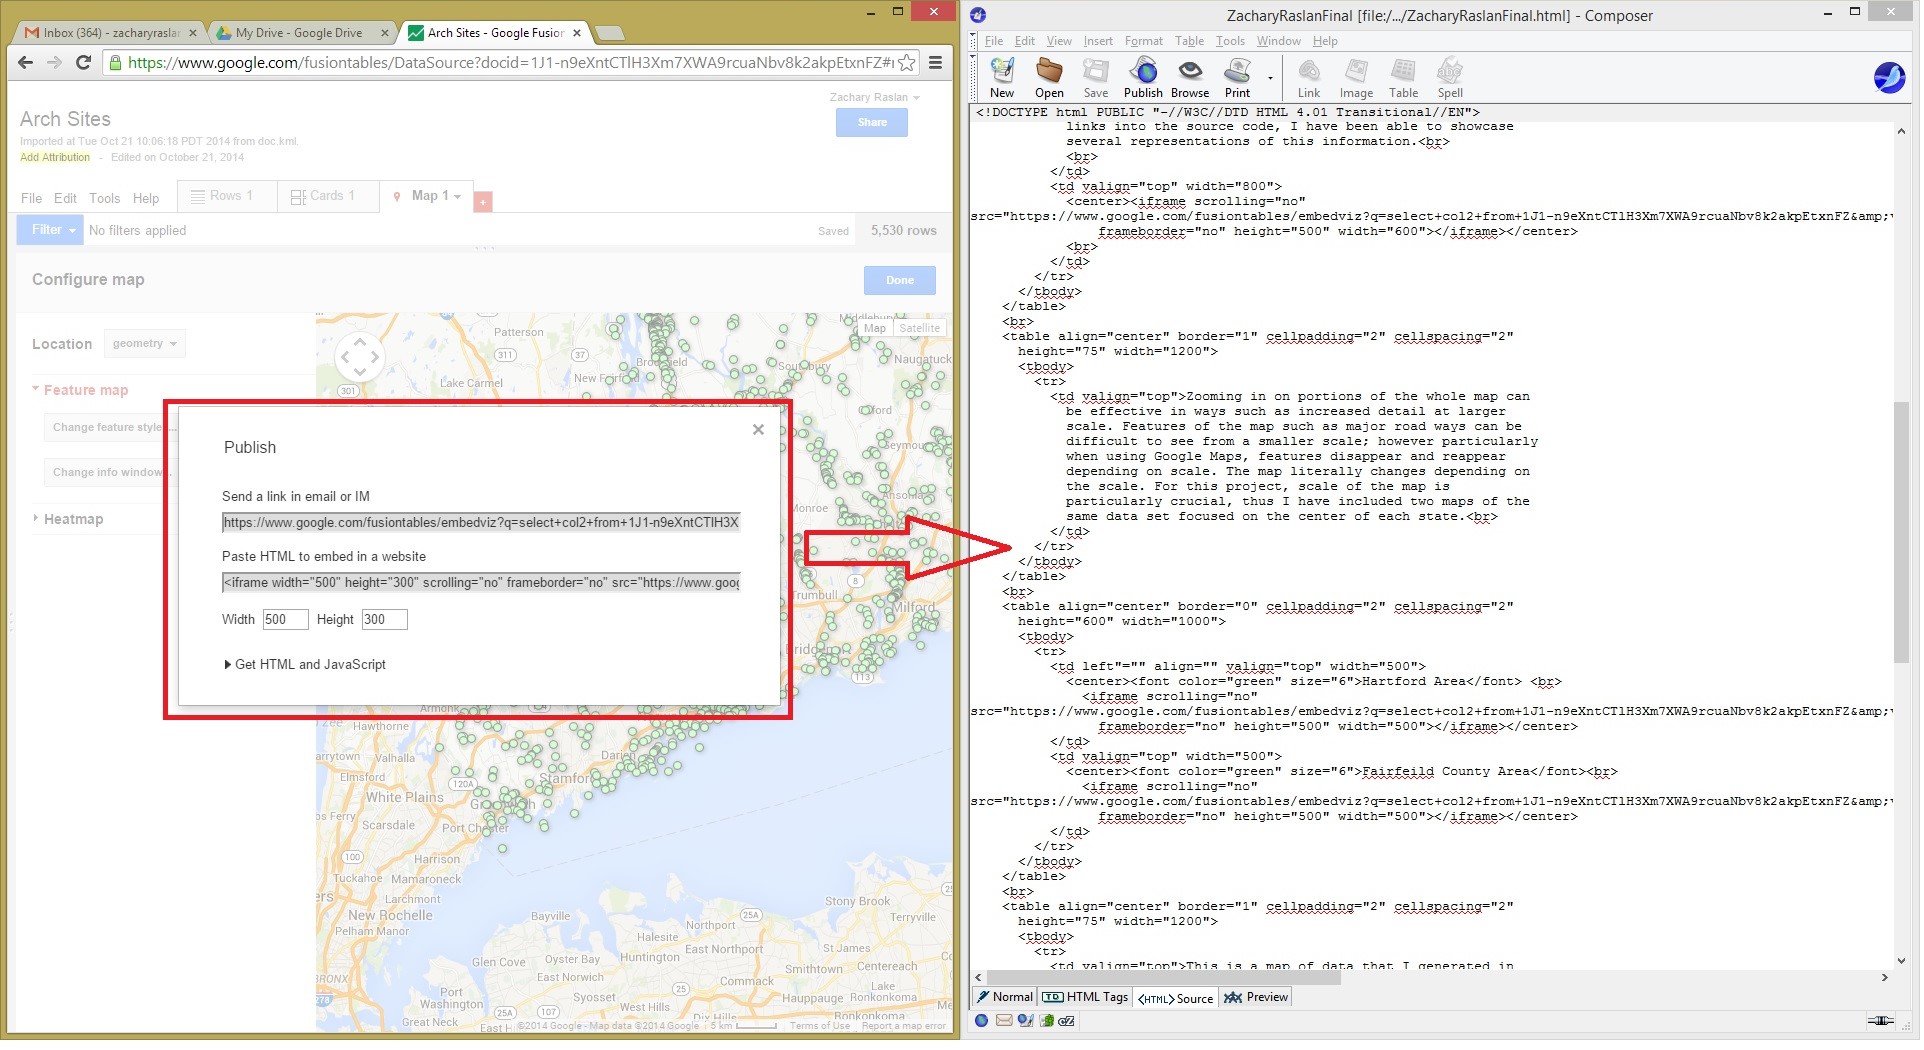 Inbox (364) - zacharyraslan
My Drive - Google Drive
Arch Sites - Google Fusion
https://www.google.com/fusiontables/DataSource?docid=1J1-n9eXntCTlH3Xm7XWA9rcuaNbv8k2akpEtxnFZ#
Zachary Raslan
Arch Sites
Share
Imported at Tue Oct 21 10:06:18 PDT 2014 from doc.kml.
Add Attribution - Edited on October 21, 2014
File Edit Tools Help
Rows 1
Cards 1
Map 1
+
Filter
No filters applied
Saved
5,530 rows
Configure map
Done
Location
geometry
Feature map
Change feature style...
Change info window...
Heatmap
Map
Satellite
Patterson
311
37
Lake Carmel
New Fairfield
Naugatuck
301
Publish
Send a link in email or IM
https://www.google.com/fusiontables/embedviz?q=select+col2+from+1J1-n9eXntCTlH3X
Paste HTML to embed in a website
<iframe width="500" height="300" scrolling="no" frameborder="no" src="https://www.goog
Width 500 Height 300
Get HTML and JavaScript
Monroe
8
Trumbull
Milford
113
Armonk
Hawthorne
Valhalla
Elmsford
120A
Stamford
White Plains
Scarsdale
Port Chester
100
Harrison
Tuckahoe
Mamaroneck
Larchmont
New Rochelle
Pelham Manor
BRONX
278
Bayville
Northport
25A
Stony Brook
Terryville
Halesite
East Northport
St James
Glen Cove
Oyster Bay
East Norwich
Smithtown
Centereach
Port Washington
Syosset
25
Commack
Lake Ronkonkoma
Hauppauge
Great Neck
25A
107
West Hills
Dix Hills
©2014 Google - Map data ©2014 Google
5 km
Terms of Use
Report a map error
ZacharyRaslanFinal [file:/.../ZacharyRaslanFinal.html] - Composer
File Edit View Insert Format Table Tools Window Help
New Open Save Publish Browse Print Link Image Table Spell
<!DOCTYPE html PUBLIC "-//W3C//DTD HTML 4.01 Transitional//EN">
links into the source code, I have been able to showcase
several representations of this information.<br>
<br>
</td>
<td valign="top" width="800">
<center><iframe scrolling="no"
src="https://www.google.com/fusiontables/embedviz?q=select+col2+from+1J1-n9eXntCTlH3Xm7XWA9rcuaNbv8k2akpEtxnFZ&amp;v
frameborder="no" height="500" width="600"></iframe></center>
<br>
</td>
</tr>
</tbody>
</table>
<br>
<table align="center" border="1" cellpadding="2" cellspacing="2"
height="75" width="1200">
<tbody>
<tr>
<td valign="top">Zooming in on portions of the whole map can
be effective in ways such as increased detail at larger
scale. Features of the map such as major road ways can be
difficult to see from a smaller scale; however particularly
when using Google Maps, features disappear and reappear
depending on scale. The map literally changes depending on
the scale. For this project, scale of the map is
particularly crucial, thus I have included two maps of the
same data set focused on the center of each state.<br>
</td>
</tr>
</tbody>
</table>
<br>
<table align="center" border="0" cellpadding="2" cellspacing="2"
height="600" width="1000">
<tbody>
<tr>
<td left"="" align="" valign="top" width="500">
<center><font color="green" size="6">Hartford Area</font> <br>
<iframe scrolling="no"
src="https://www.google.com/fusiontables/embedviz?q=select+col2+from+1J1-n9eXntCTlH3Xm7XWA9rcuaNbv8k2akpEtxnFZ&amp;v
frameborder="no" height="500" width="500"></iframe></center>
</td>
<td valign="top" width="500">
<center><font color="green" size="6">Fairfeild County Area</font><br>
<iframe scrolling="no"
src="https://www.google.com/fusiontables/embedviz?q=select+col2+from+1J1-n9eXntCTlH3Xm7XWA9rcuaNbv8k2akpEtxnFZ&amp;v
frameborder="no" height="500" width="500"></iframe></center>
</td>
</tr>
</tbody>
</table>
<br>
<table align="center" border="1" cellpadding="2" cellspacing="2"
height="75" width="1200">
<tbody>
<tr>
<td valign="top">This is a map of data that I generated in
Normal
HTML Tags
<HTML> Source
Preview